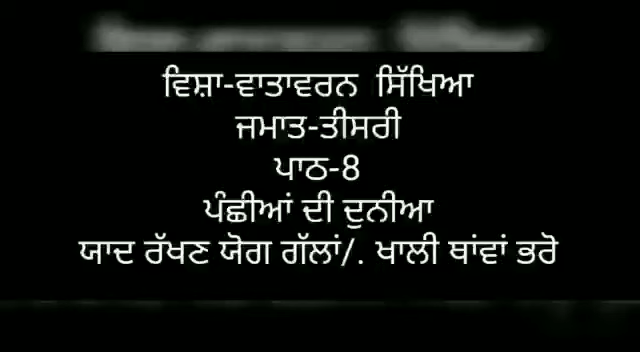 ਵਿਸ਼ਾ-ਵਾਤਾਵਰਨ ਸਿੱਖਿਆ
ਜਮਾਤ-ਤੀਸਰੀ
ਪਾਠ-8
ਪੰਛੀਆਂ ਦੀ ਦੁਨੀਆ
ਯਾਦ ਰੱਖਣ ਯੋਗ ਗੱਲਾਂ/. ਖਾਲੀ ਥਾਂਵਾਂ ਭਰੋ